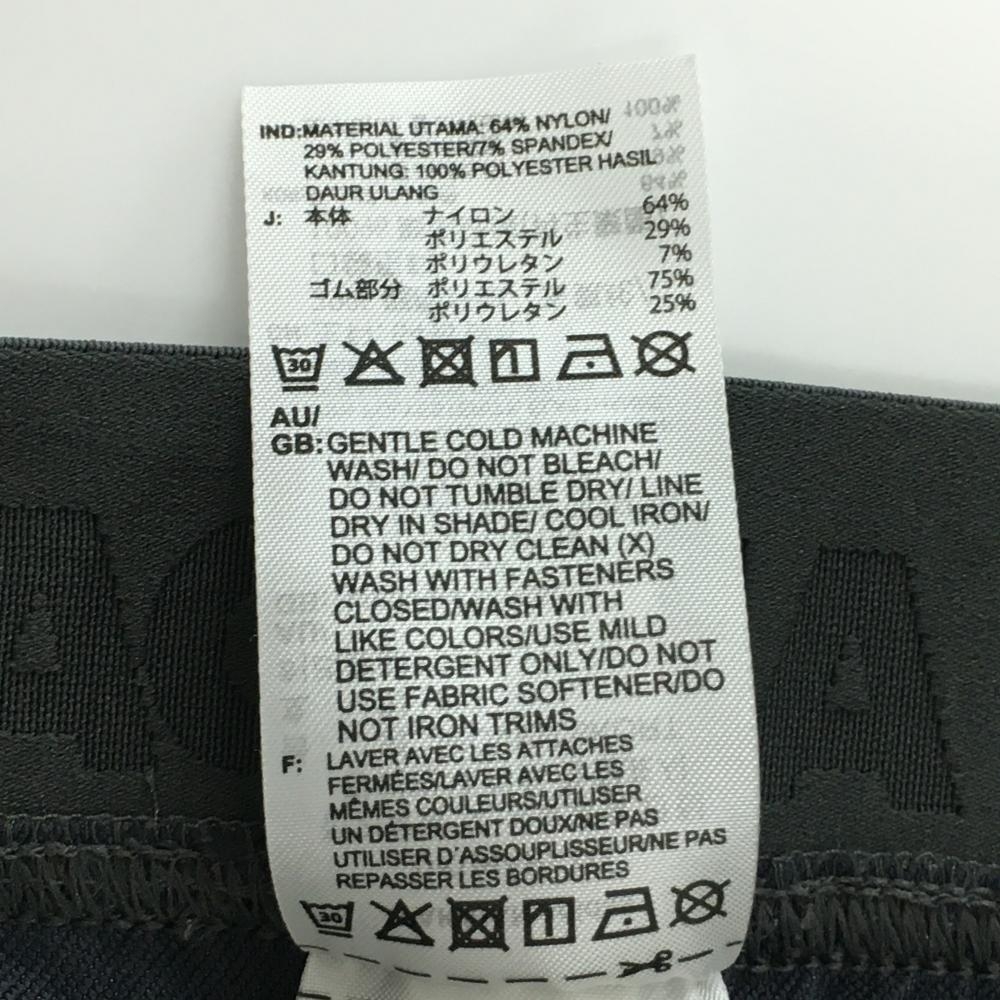 IND:MATERIAL UTAMA: 64% NYLON/
29% POLYESTER/7% SPANDEX/
KANTUNG: 100% POLYESTER HASIL
DAUR ULANG
J: 本体 ナイロン 64%
ポリエステル 29%
ポリウレタン 7%
ゴム部分 ポリエステル 75%
ポリウレタン 25%
30
AU/
GB: GENTLE COLD MACHINE
WASH/ DO NOT BLEACH/
DO NOT TUMBLE DRY/ LINE
DRY IN SHADE/ COOL IRON/
DO NOT DRY CLEAN (X)
WASH WITH FASTENERS
CLOSED/WASH WITH
LIKE COLORS/USE MILD
DETERGENT ONLY/DO NOT
USE FABRIC SOFTENER/DO
NOT IRON TRIMS
F: LAVER AVEC LES ATTACHES
FERMÉES/LAVER AVEC LES
MÊMES COULEURS/UTILISER
UN DÉTERGENT DOUX/NE PAS
UTILISER D'ASSOUPLISSEUR/NE PAS
REPASSER LES BORDURES
30